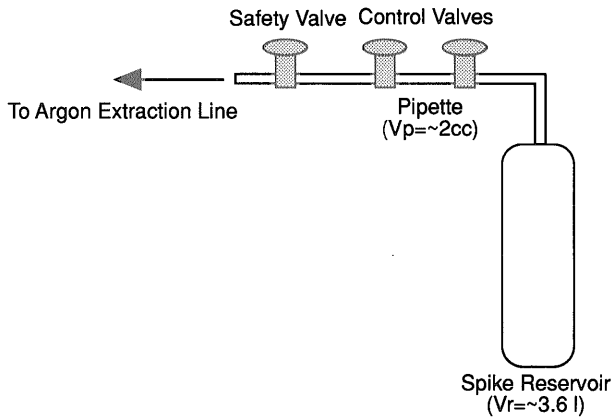 Safety Valve Control Valves
To Argon Extraction Line
Pipette
(Vp=~2cc)
Spike Reservoir
(Vr=~3.6 l)